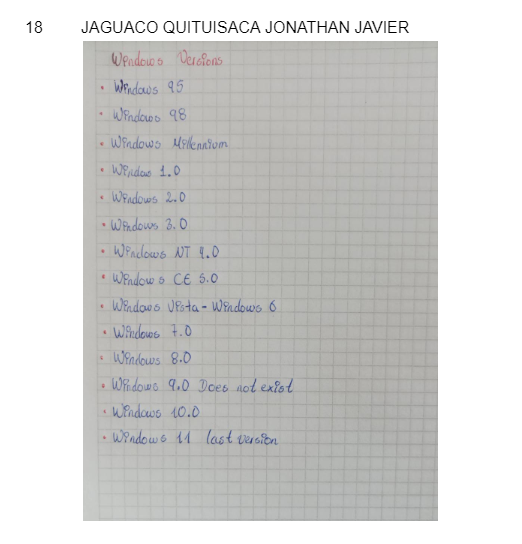 18 JAGUACO QUITUISACA JONATHAN JAVIER
Windows Versions
• Windows 95
• Windows 98
• Windows Millenniom
• Windows 1.0
• Windows 2.0
• Windows 3.0
• Windows NT 4.0
• Windows CE 5.0
• Windows Vista - Windows 6
• Windows 7.0
• Windows 8.0
• Windows 9.0 Does not exist
• Windows 10.0
• Windows 11 last version